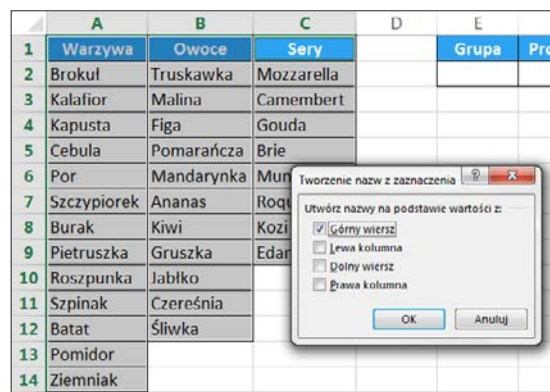 A B C D E
1 Warzywa Owoce Sery Grupa
2 Brokuł Truskawka Mozzarella
3 Kalafior Malina Camembert
4 Kapusta Figa Gouda
5 Cebula Pomarańcza Brie
6 Por Mandarynka
7 Szczypiorek Ananas
8 Burak Kiwi Kozi
9 Pietruszka Gruszka
10 Roszpunka Jabłko
11 Szpinak Czereśnia
12 Batat Śliwka
13 Pomidor
14 Ziemniak
Tworzenie nazw z zaznaczenia ?
Utwórz nazwy na podstawie wartości z:
Górny wiersz
Lewa kolumna
Dolny wiersz
Prawa kolumna
OK Anuluj